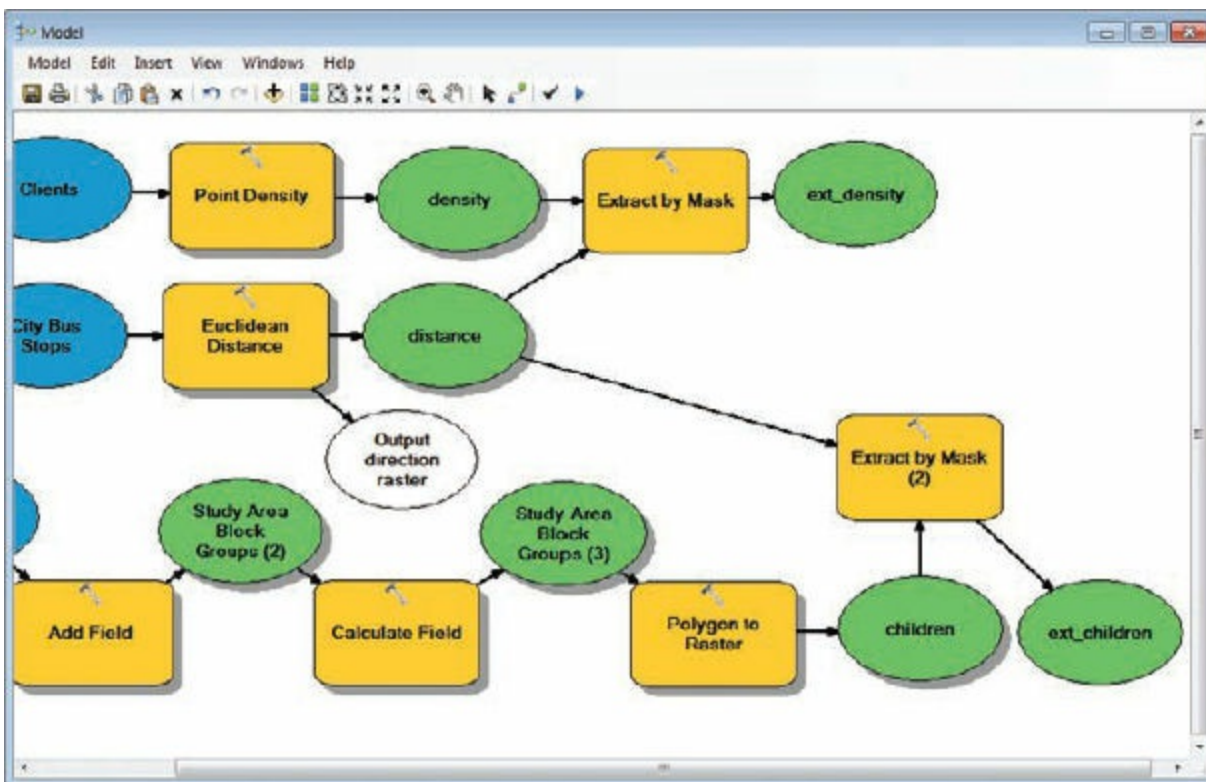 Model
Model Edit Insert View Windows Help
Clients
Point Density
density
Extract by Mask
ext_density
City Bus
Stops
Euclidean
Distance
distance
Output
direction
raster
Extract by Mask
(2)
Study Area
Block
Groups (2)
Study Area
Block
Groups (3)
Add Field
Calculate Field
Polygon to
Raster
children
ext_children